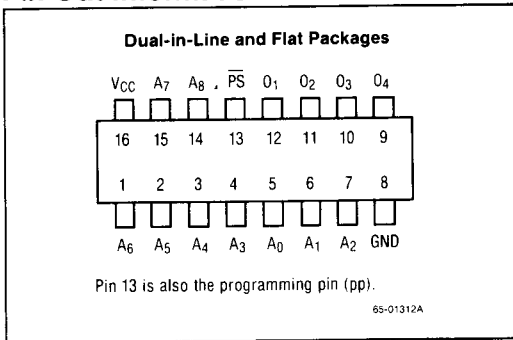 Dual-in-Line and Flat Packages
VCC A7 A8 PS O1 O2 O3 O4
16 15 14 13 12 11 10 9
1 2 3 4 5 6 7 8
A6 A5 A4 A3 A0 A1 A2 GND
Pin 13 is also the programming pin (pp).
65-01312A